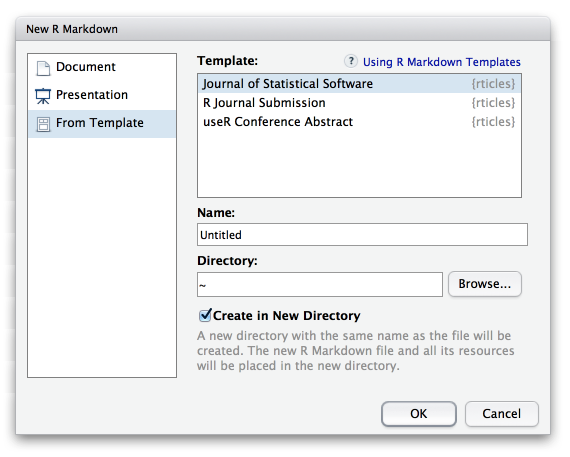 New R Markdown
Document
Presentation
From Template
Template:
? Using R Markdown Templates
Journal of Statistical Software {rticles}
R Journal Submission {rticles}
useR Conference Abstract {rticles}
Name:
Untitled
Directory:
~
Browse...
Create in New Directory
A new directory with the same name as the file will be
created. The new R Markdown file and all its resources
will be placed in the new directory.
OK
Cancel